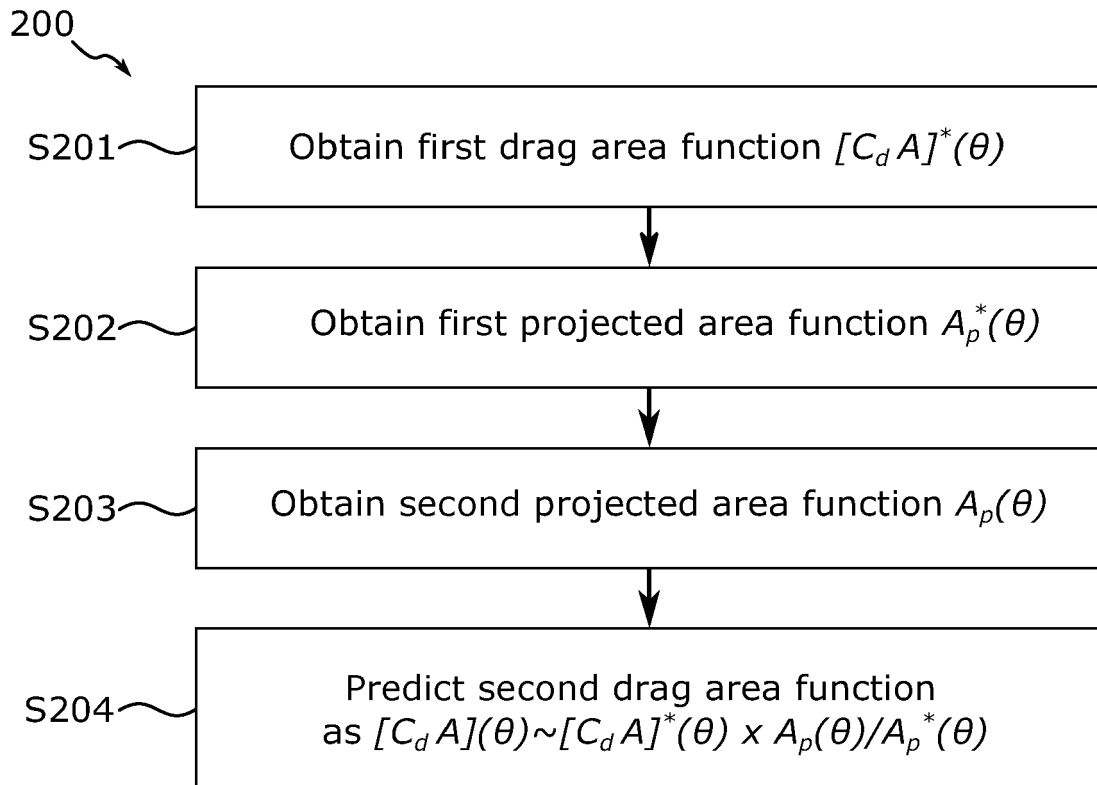 200
S201 Obtain first drag area function [C_d A]^*(θ)
S202 Obtain first projected area function A_p^*(θ)
S203 Obtain second projected area function A_p(θ)
S204 Predict second drag area function
as [C_d A](θ)~[C_d A]^*(θ) x A_p(θ)/A_p^*(θ)